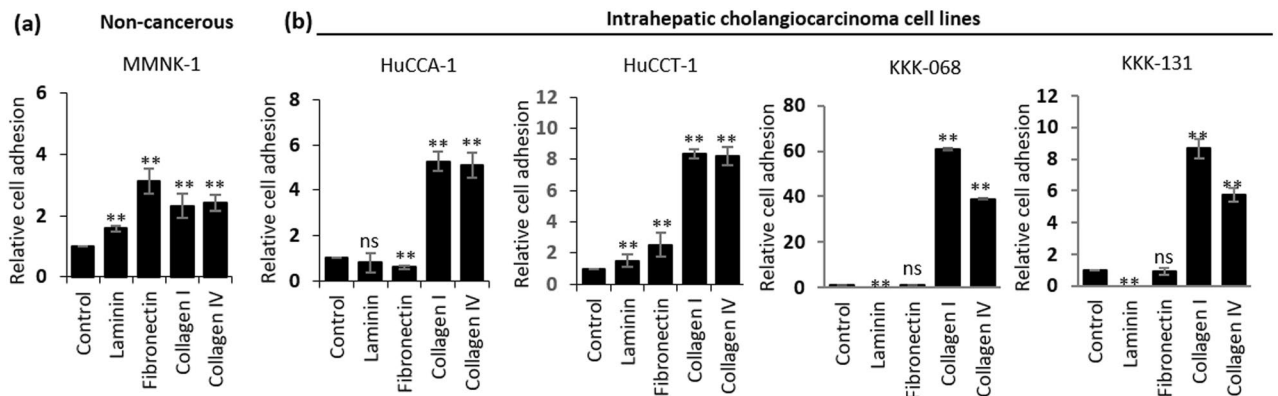 (a) Non-cancerous
(b) Intrahepatic cholangiocarcinoma cell lines
MMNK-1
Relative cell adhesion
6
4
2
0
**
**
**
**
Control
Laminin
Fibronectin
Collagen I
Collagen IV
HuCCA-1
Relative cell adhesion
8
6
4
2
0
ns
**
**
**
Control
Laminin
Fibronectin
Collagen I
Collagen IV
HuCCT-1
Relative cell adhesion
12
10
8
6
4
2
0
**
**
**
**
Control
Laminin
Fibronectin
Collagen I
Collagen IV
KKK-068
Relative cell adhesion
80
60
40
20
0
**
ns
**
**
Control
Laminin
Fibronectin
Collagen I
Collagen IV
KKK-131
Relative cell adhesion
12
10
8
6
4
2
0
**
ns
**
**
Control
Laminin
Fibronectin
Collagen I
Collagen IV